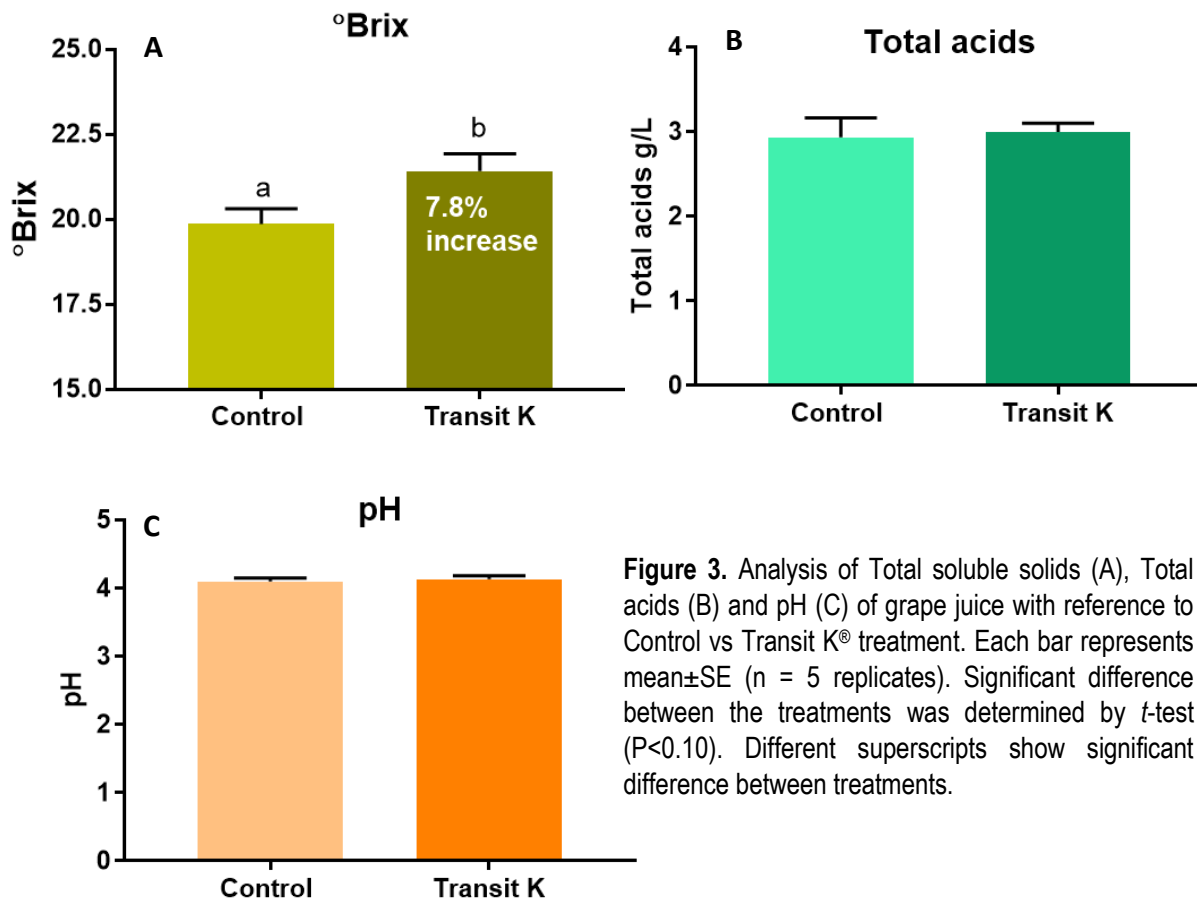 A
°Brix
°Brix
25.0
22.5
20.0
17.5
15.0
a
b
7.8%
increase
Control
Transit K
B
Total acids
Total acids g/L
4
3
2
1
0
Control
Transit K
C
pH
pH
5
4
3
2
1
0
Control
Transit K
Figure 3. Analysis of Total soluble solids (A), Total
acids (B) and pH (C) of grape juice with reference to
Control vs Transit K® treatment. Each bar represents
mean±SE (n = 5 replicates). Significant difference
between the treatments was determined by t-test
(P<0.10). Different superscripts show significant
difference between treatments.